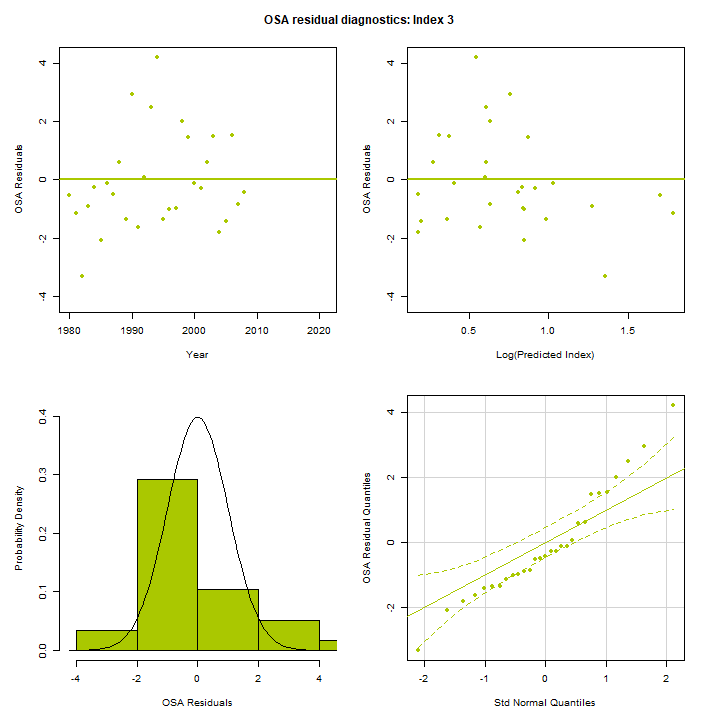 OSA residual diagnostics: Index 3
OSA Residuals
4
2
0
-2
-4
1980 1990 2000 2010 2020
Year
OSA Residuals
4
2
0
-2
-4
0.5 1.0 1.5
Log(Predicted Index)
Probability Density
0.4
0.3
0.2
0.1
0.0
-4 -2 0 2 4
OSA Residuals
OSA Residual Quantiles
4
2
0
-2
-2 -1 0 1 2
Std Normal Quantiles